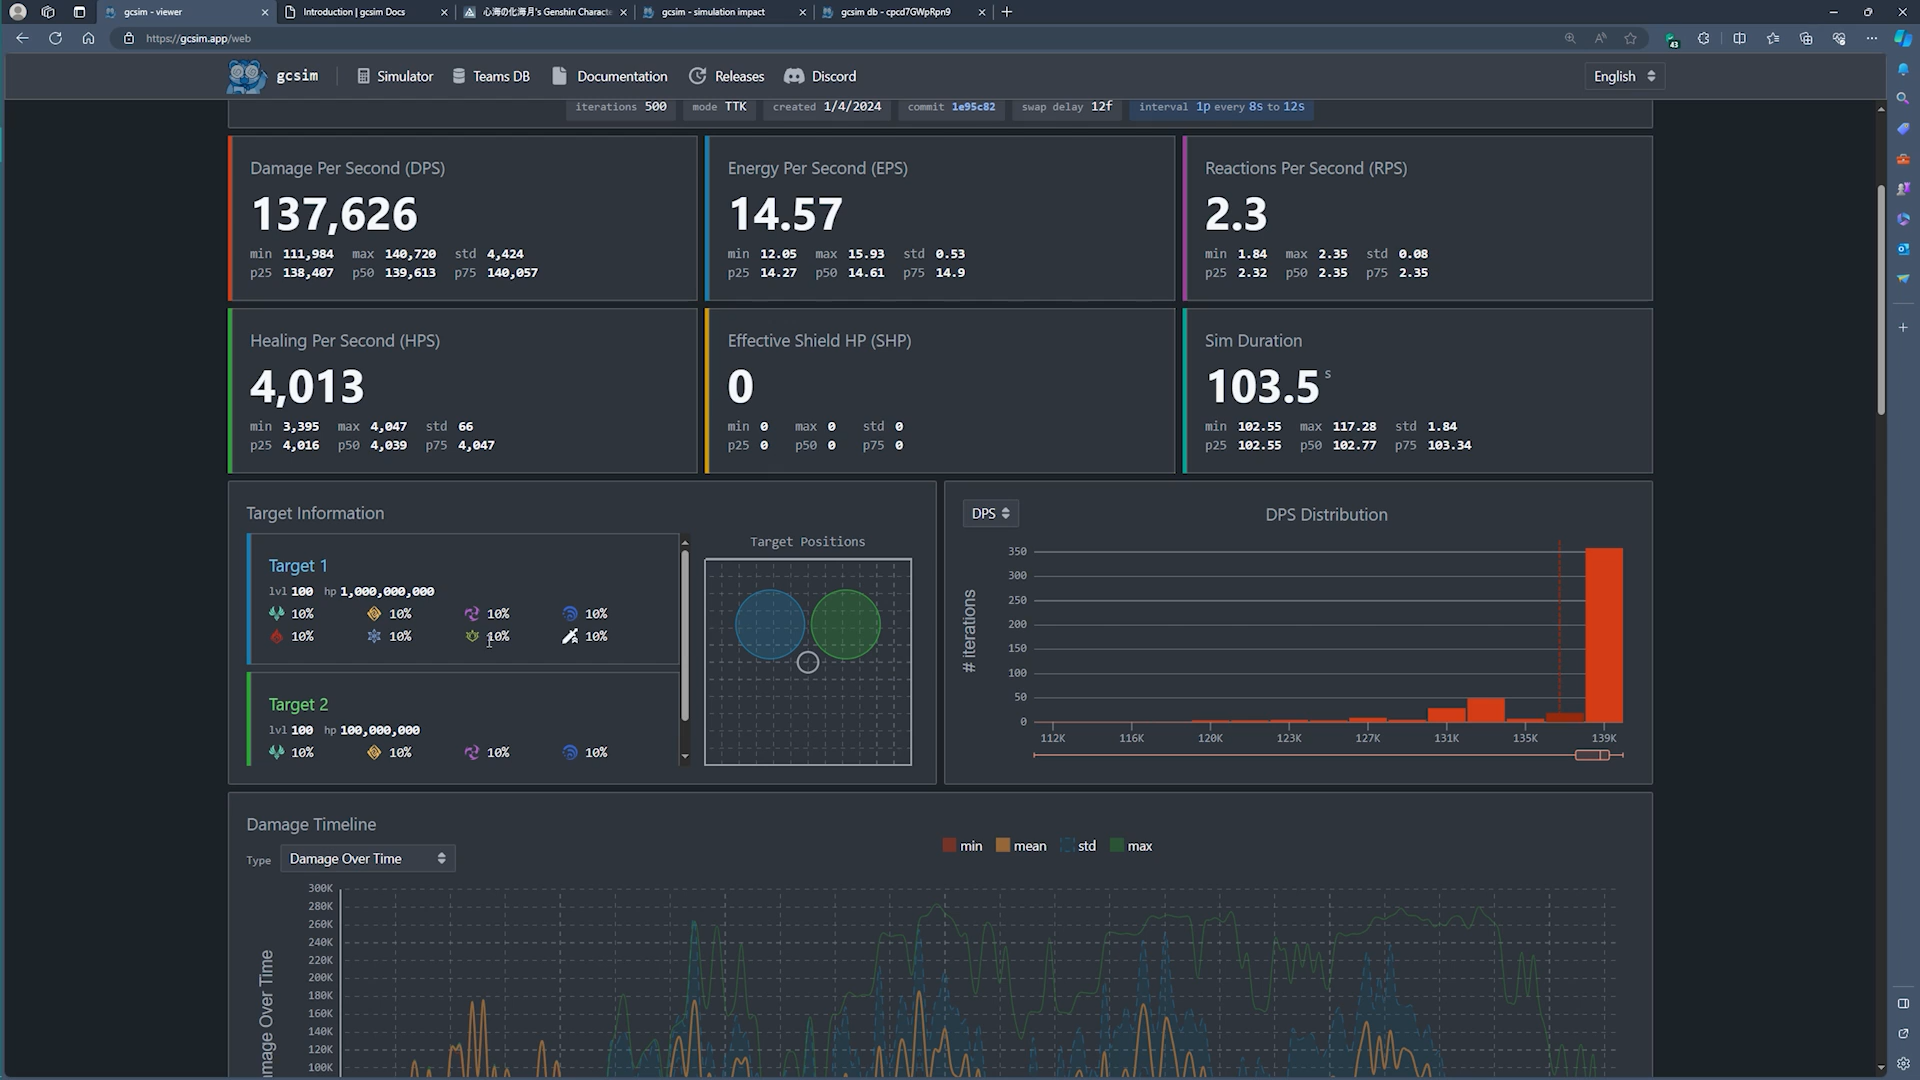 gcsim - viewer
Introduction | gcsim Docs
心海の化海月's Genshin Characte
gcsim - simulation impact
gcsim db - cpcd7GWpRpn9
https://gcsim.app/web
43
gcsim
Simulator
Teams DB
Documentation
Releases
Discord
English
iterations 500
mode TTK
created 1/4/2024
commit 1e95c82
swap delay 12f
interval 1p every 8s to 12s
Damage Per Second (DPS)
137,626
min 111,984 max 140,720 std 4,424
p25 138,407 p50 139,613 p75 140,057
Energy Per Second (EPS)
14.57
min 12.05 max 15.93 std 0.53
p25 14.27 p50 14.61 p75 14.9
Reactions Per Second (RPS)
2.3
min 1.84 max 2.35 std 0.08
p25 2.32 p50 2.35 p75 2.35
Healing Per Second (HPS)
4,013
min 3,395 max 4,047 std 66
p25 4,016 p50 4,039 p75 4,047
Effective Shield HP (SHP)
0
min 0 max 0 std 0
p25 0 p50 0 p75 0
Sim Duration
103.5 s
min 102.55 max 117.28 std 1.84
p25 102.55 p50 102.77 p75 103.34
Target Information
Target 1
lvl 100 hp 1,000,000,000
10% 10% 10% 10%
10% 10% 10% 10%
Target 2
lvl 100 hp 100,000,000
10% 10% 10% 10%
Target Positions
DPS
DPS Distribution
# iterations
350
300
250
200
150
100
50
0
112K 116K 120K 123K 127K 131K 135K 139K
Damage Timeline
Type Damage Over Time
min mean std max
300K
280K
260K
240K
220K
200K
180K
160K
140K
120K
100K
mage Over Time